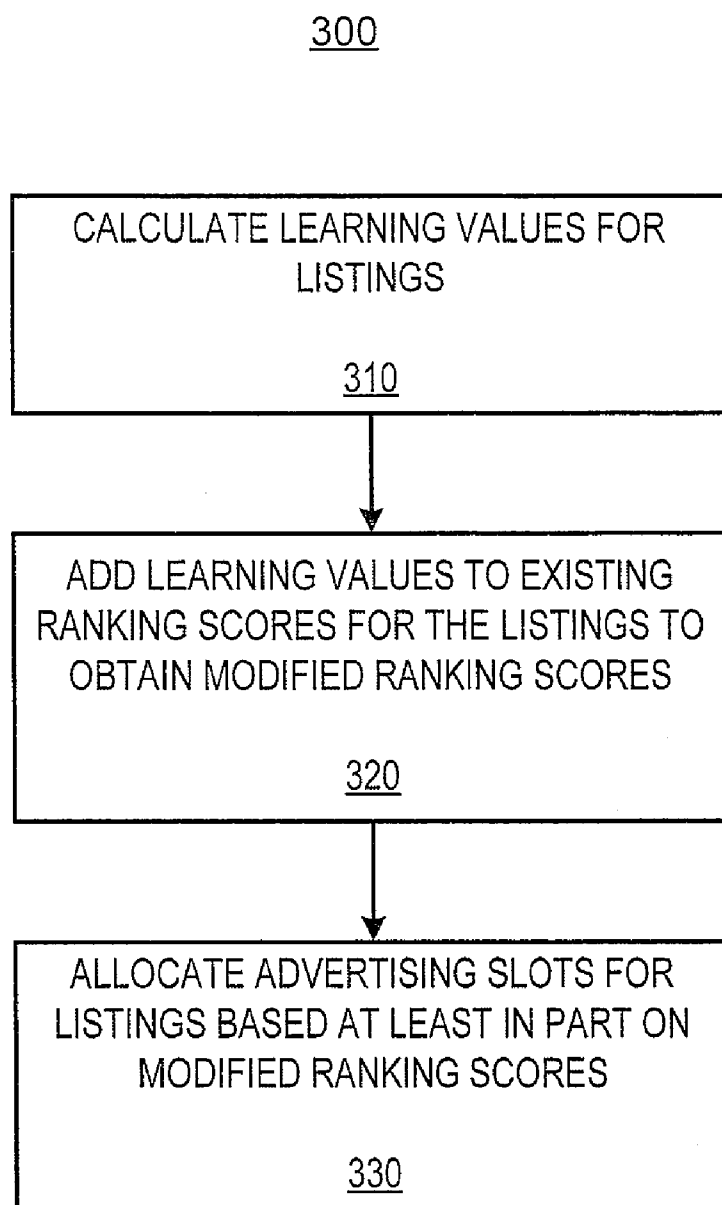 300
CALCULATE LEARNING VALUES FOR
LISTINGS
310
ADD LEARNING VALUES TO EXISTING
RANKING SCORES FOR THE LISTINGS TO
OBTAIN MODIFIED RANKING SCORES
320
ALLOCATE ADVERTISING SLOTS FOR
LISTINGS BASED AT LEAST IN PART ON
MODIFIED RANKING SCORES
330